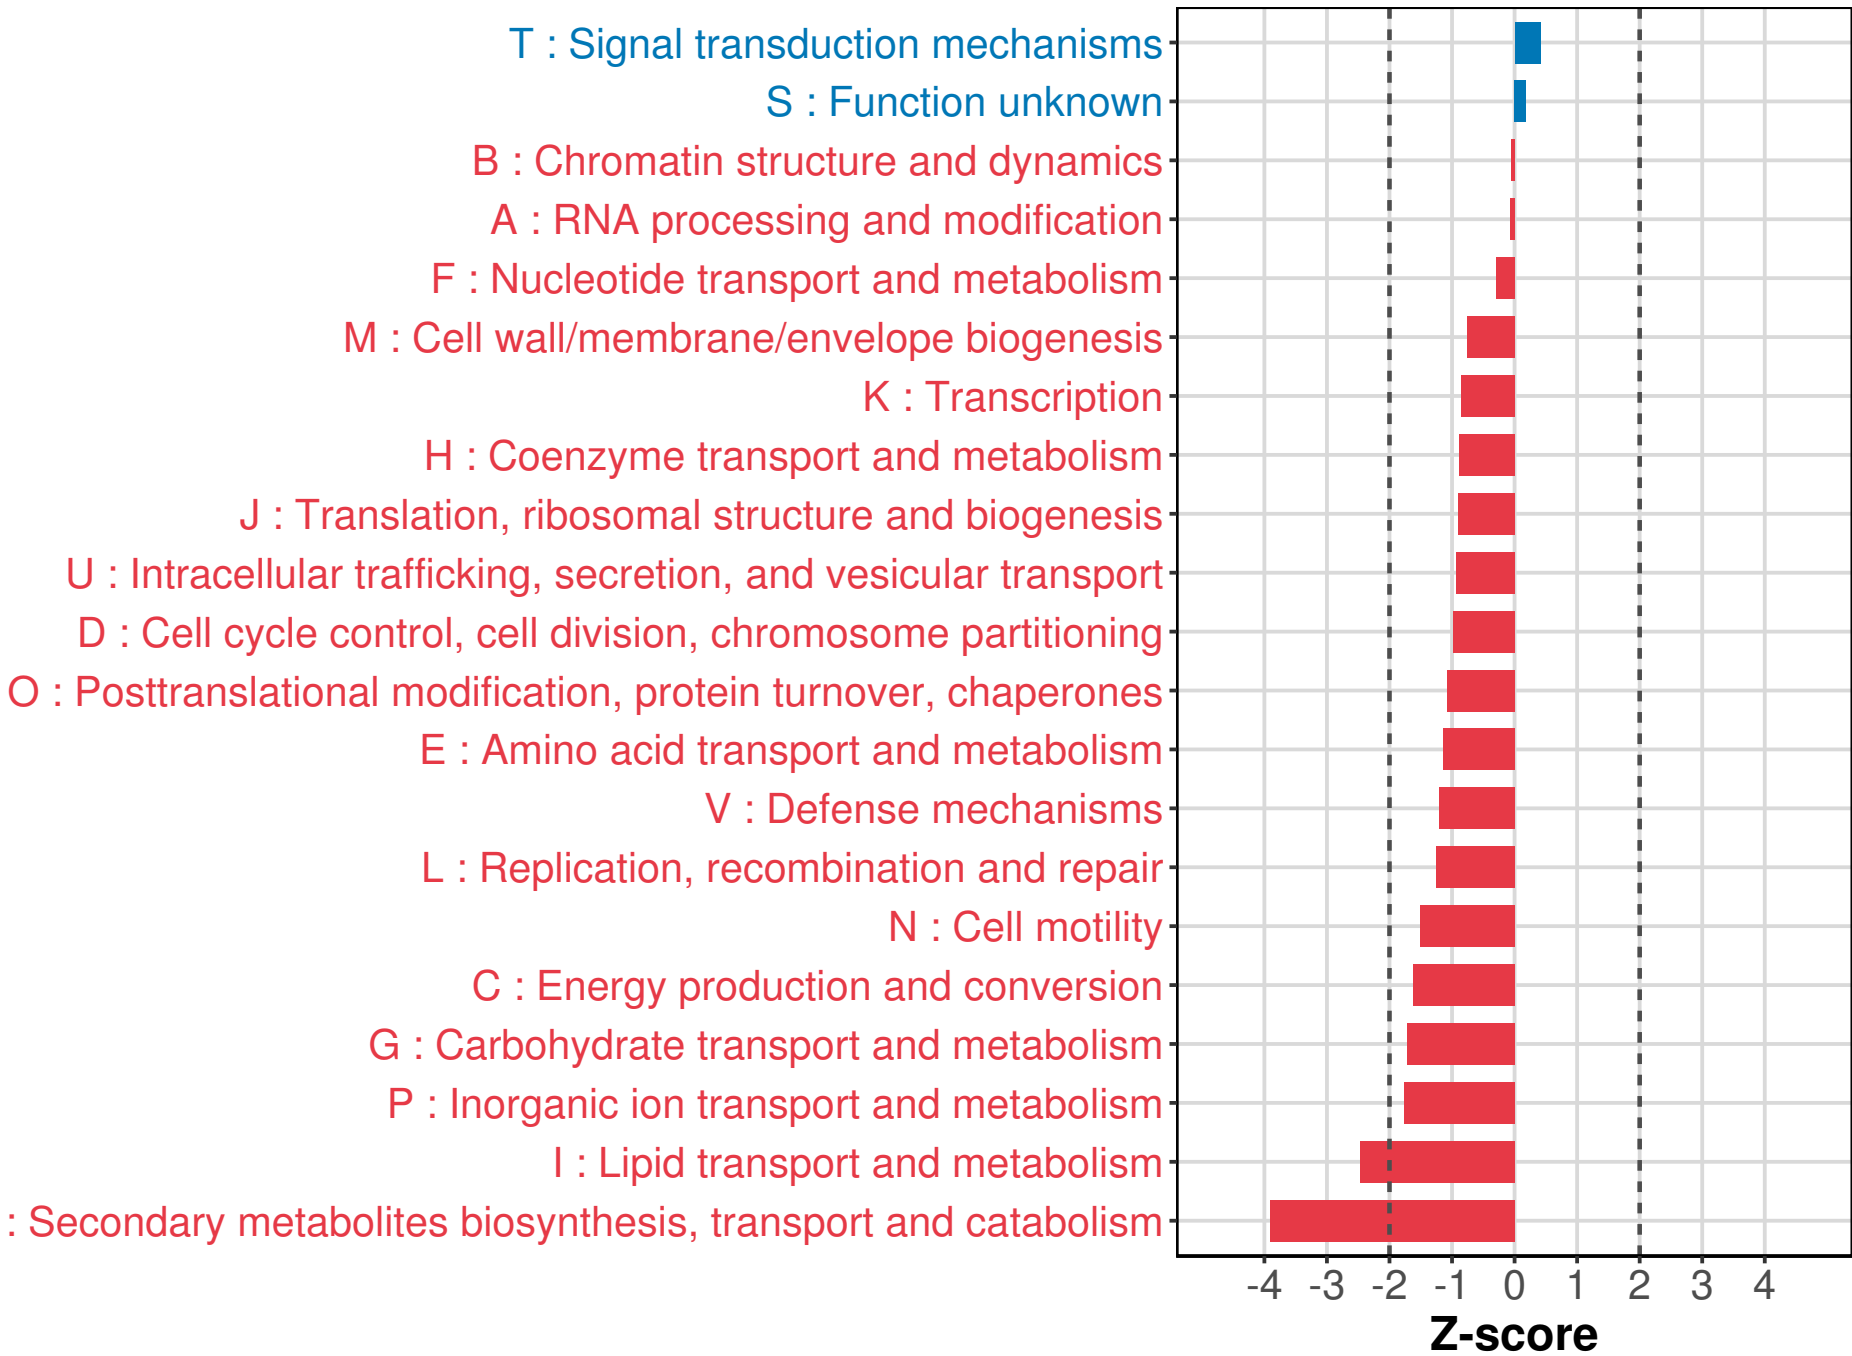 T : Signal transduction mechanisms
S : Function unknown
B : Chromatin structure and dynamics
A : RNA processing and modification
F : Nucleotide transport and metabolism
M : Cell wall/membrane/envelope biogenesis
K : Transcription
H : Coenzyme transport and metabolism
J : Translation, ribosomal structure and biogenesis
U : Intracellular trafficking, secretion, and vesicular transport
D : Cell cycle control, cell division, chromosome partitioning
O : Posttranslational modification, protein turnover, chaperones
E : Amino acid transport and metabolism
V : Defense mechanisms
L : Replication, recombination and repair
N : Cell motility
C : Energy production and conversion
G : Carbohydrate transport and metabolism
P : Inorganic ion transport and metabolism
I : Lipid transport and metabolism
: Secondary metabolites biosynthesis, transport and catabolism
-4 -3 -2 -1 0 1 2 3 4
Z-score